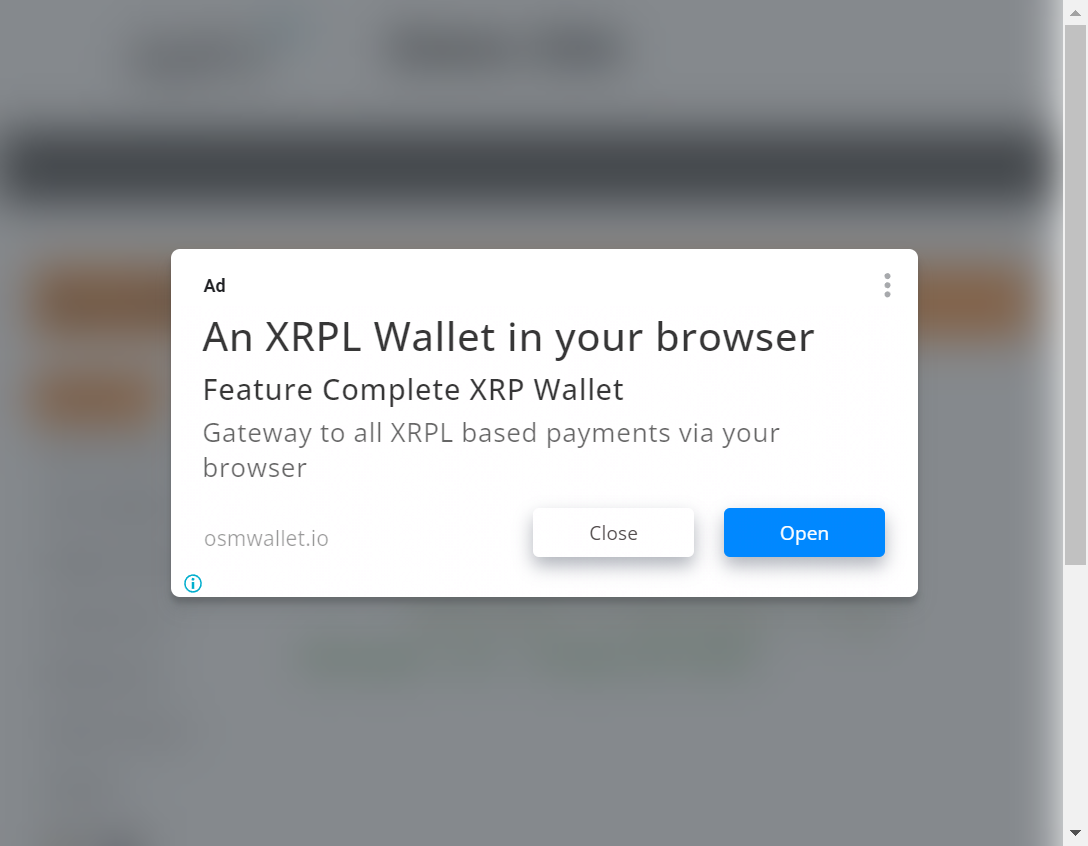 Ad
An XRPL Wallet in your browser
Feature Complete XRP Wallet
Gateway to all XRPL based payments via your
browser
osmwallet.io
Close
Open